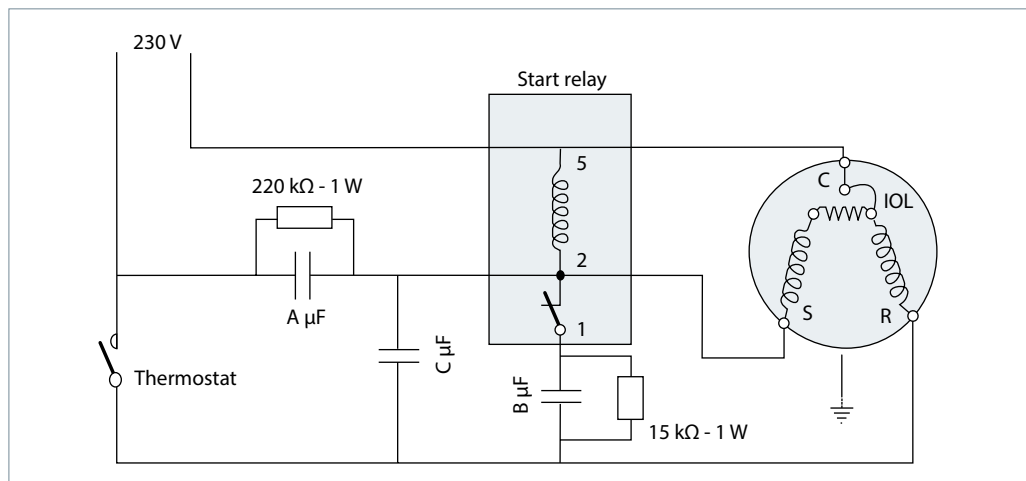 230 V
Start relay
5
220 kΩ - 1 W
C
IOL
2
A µF
S
R
1
C µF
Thermostat
B µF
15 kΩ - 1 W